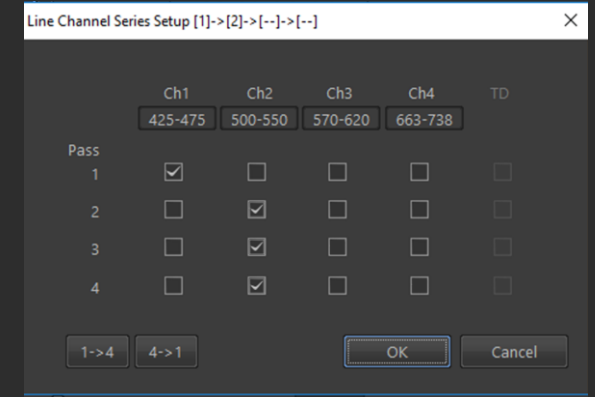 Line Channel Series Setup [1]->[2]->[--]->[--]
Ch1 Ch2 Ch3 Ch4 TD
425-475 500-550 570-620 663-738
Pass
1
2
3
4
1->4 4->1 OK Cancel